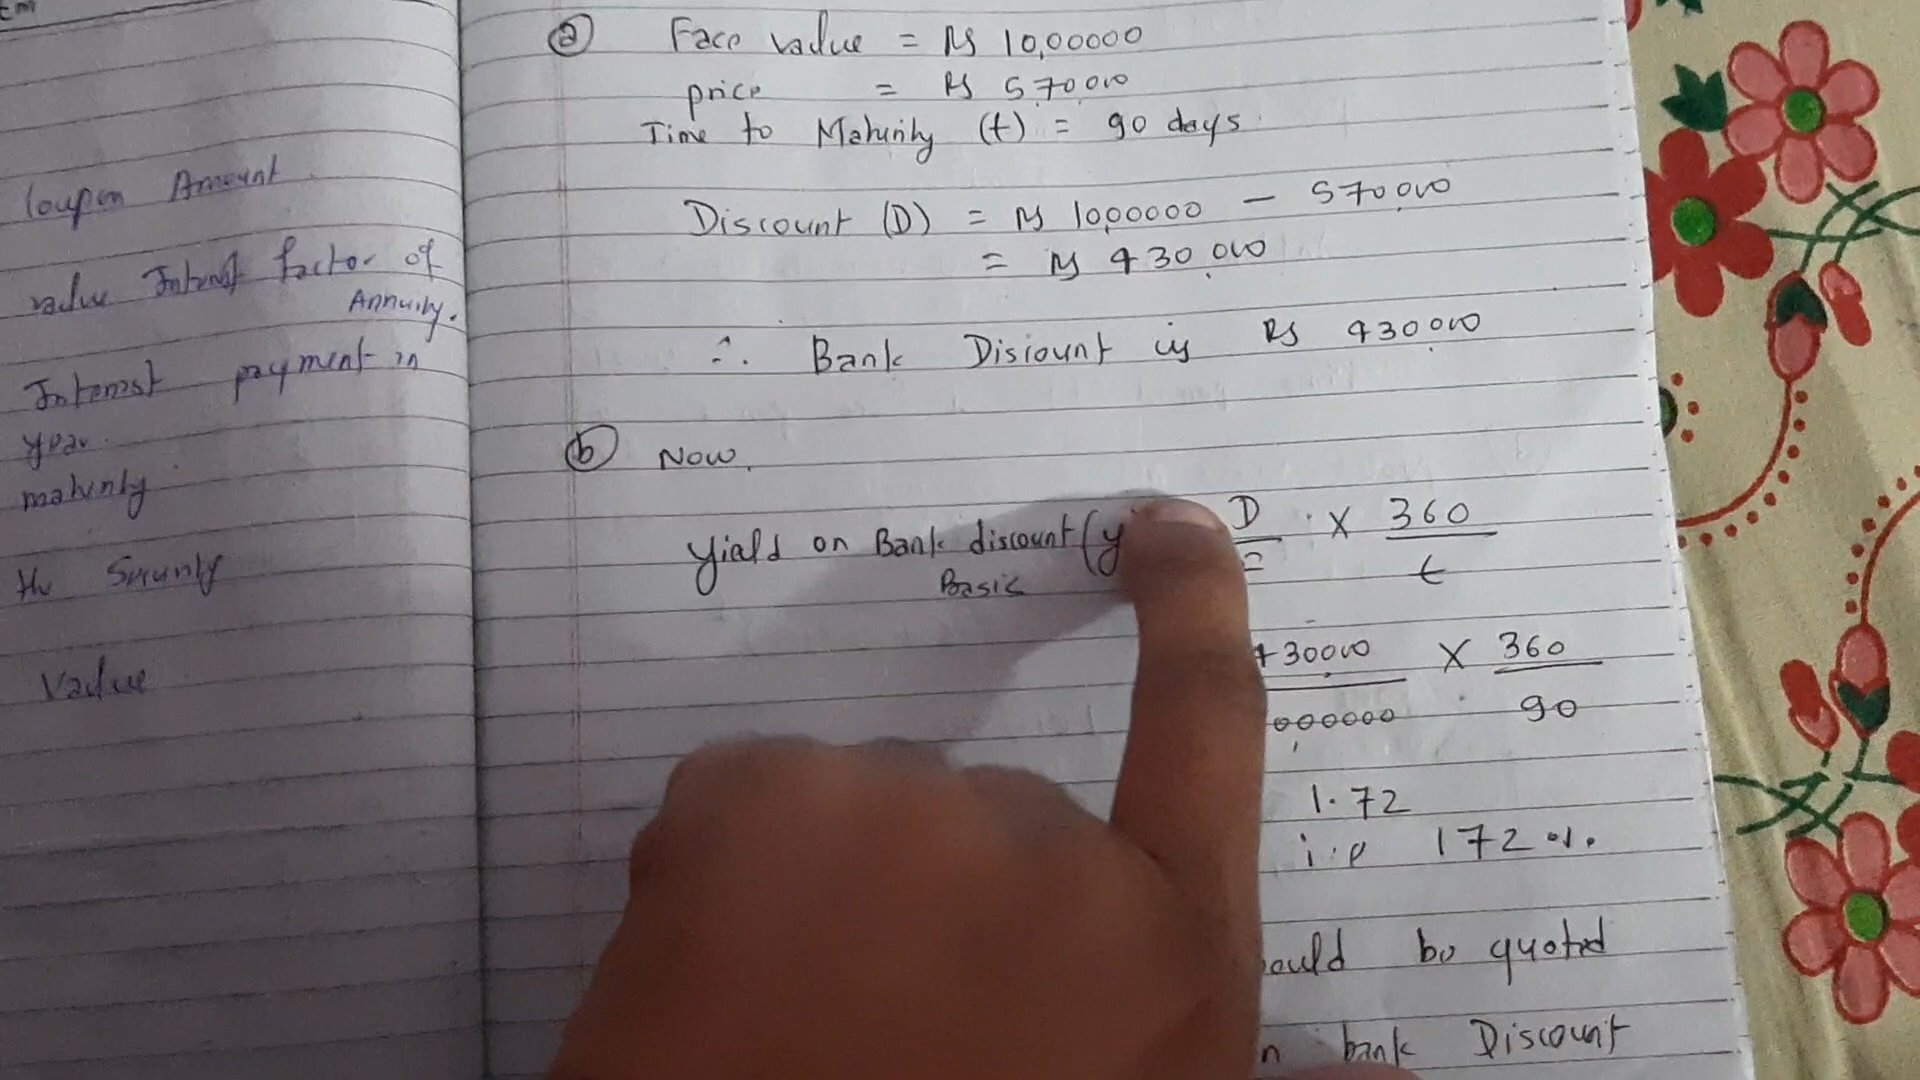 em
Coupon Amount
value Interest factor of
Annuity.
Interest payment in
year.
maturity
the Security
Value
(a) Face value = Rs 10,00000
price = Rs 570000
Time to Maturity (t) = 90 days
Discount (D) = Rs 1000000 - 570000
= Rs 430000
∴ Bank Discount is Rs 430000
(b) Now,
Yield on Bank discount (y D × 360
Basis t
430000 × 360
000000 90
1.72
i.e 172 %.
ould be quoted
n bank Discount